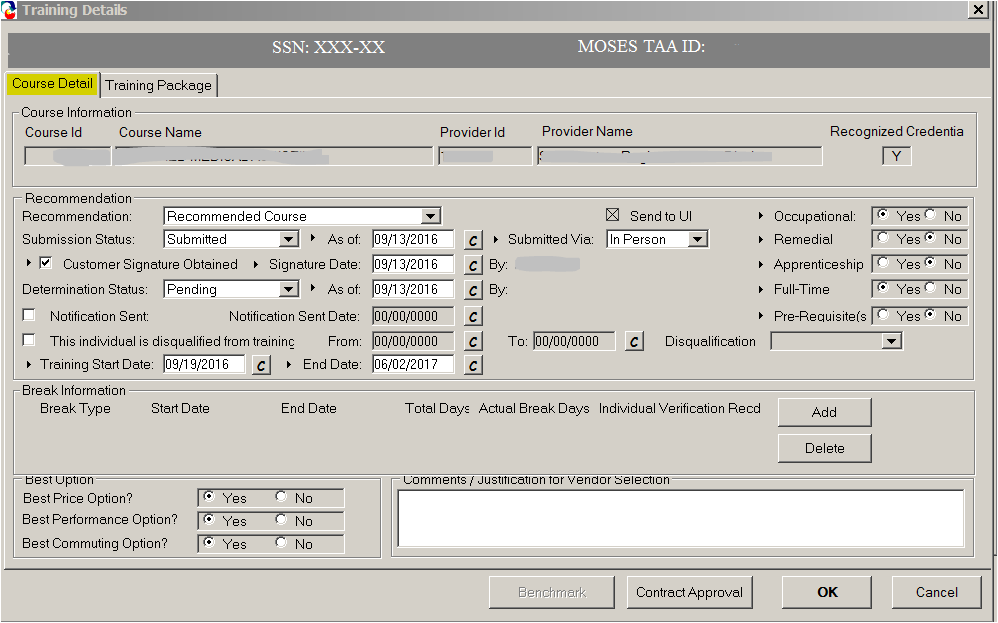 Training Details
SSN: XXX-XX MOSES TAA ID:
Course Detail Training Package
Course Information
Course Id Course Name Provider Id Provider Name Recognized Credentia
Y
Recommendation
Recommendation: Recommended Course Send to UI Occupational: Yes No
Submission Status: Submitted As of: 09/13/2016 C Submitted Via: In Person Remedial Yes No
Customer Signature Obtained Signature Date: 09/13/2016 C By: Apprenticeship Yes No
Determination Status: Pending As of: 09/13/2016 C By: Full-Time Yes No
Notification Sent: Notification Sent Date: 00/00/0000 C Pre-Requisite(s Yes No
This individual is disqualified from training From: 00/00/0000 C To: 00/00/0000 C Disqualification
Training Start Date: 09/19/2016 C End Date: 06/02/2017 C
Break Information
Break Type Start Date End Date Total Days Actual Break Days Individual Verification Recd Add
Delete
Best Option Comments / Justification for Vendor Selection
Best Price Option? Yes No
Best Performance Option? Yes No
Best Commuting Option? Yes No
Benchmark Contract Approval OK Cancel